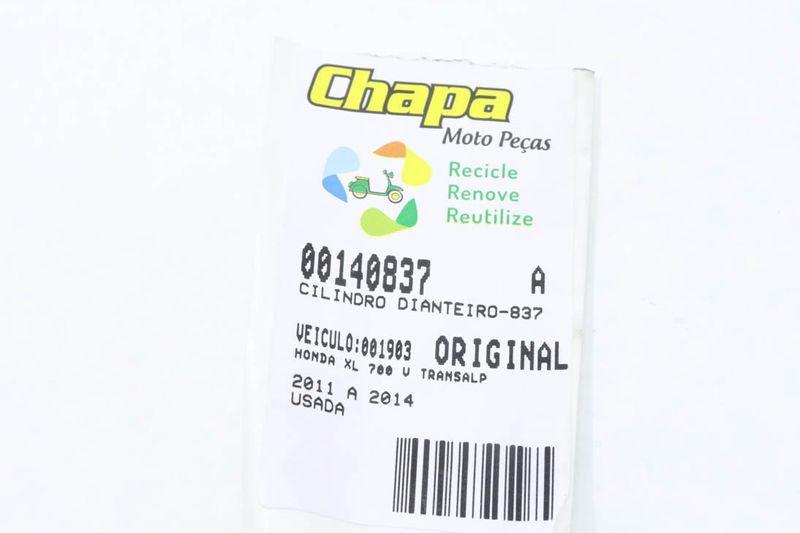 Chapa
Moto Peças
Recicle
Renove
Reutilize
00140837 A
CILINDRO DIANTEIRO-837
VEICULO:001903 ORIGINAL
HONDA XL 700 V TRANSALP
2011 A 2014
USADA